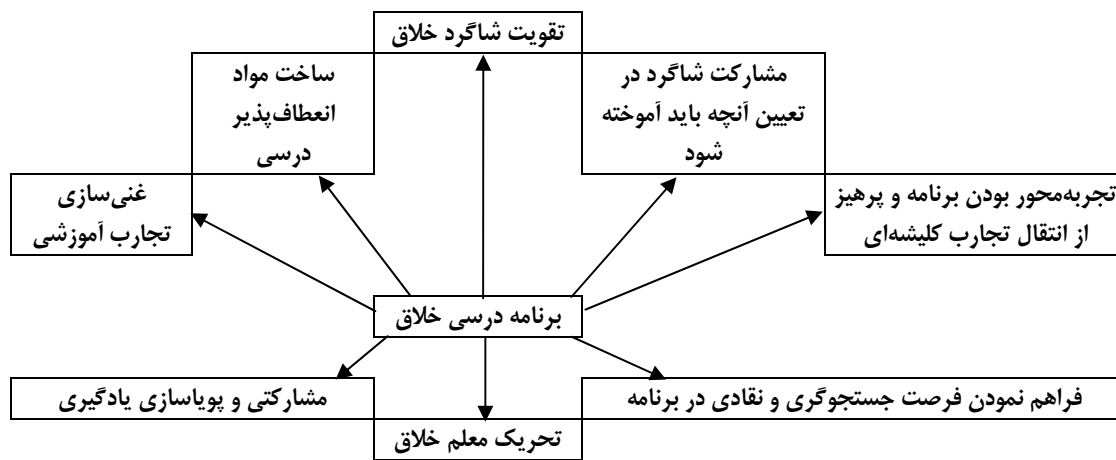 تقویت شاگرد خلاق
مشارکت شاگرد در
تعیین آنچه باید آموخته
شود
ساخت مواد
انعطاف‌پذیر
درسی
تجربه‌محور بودن برنامه و پرهیز
از انتقال تجارب کلیشه‌ای
غنی‌سازی
تجارب آموزشی
برنامه درسی خلاق
فراهم نمودن فرصت جستجوگری و نقادی در برنامه
مشارکتی و پویاسازی یادگیری
تحریک معلم خلاق